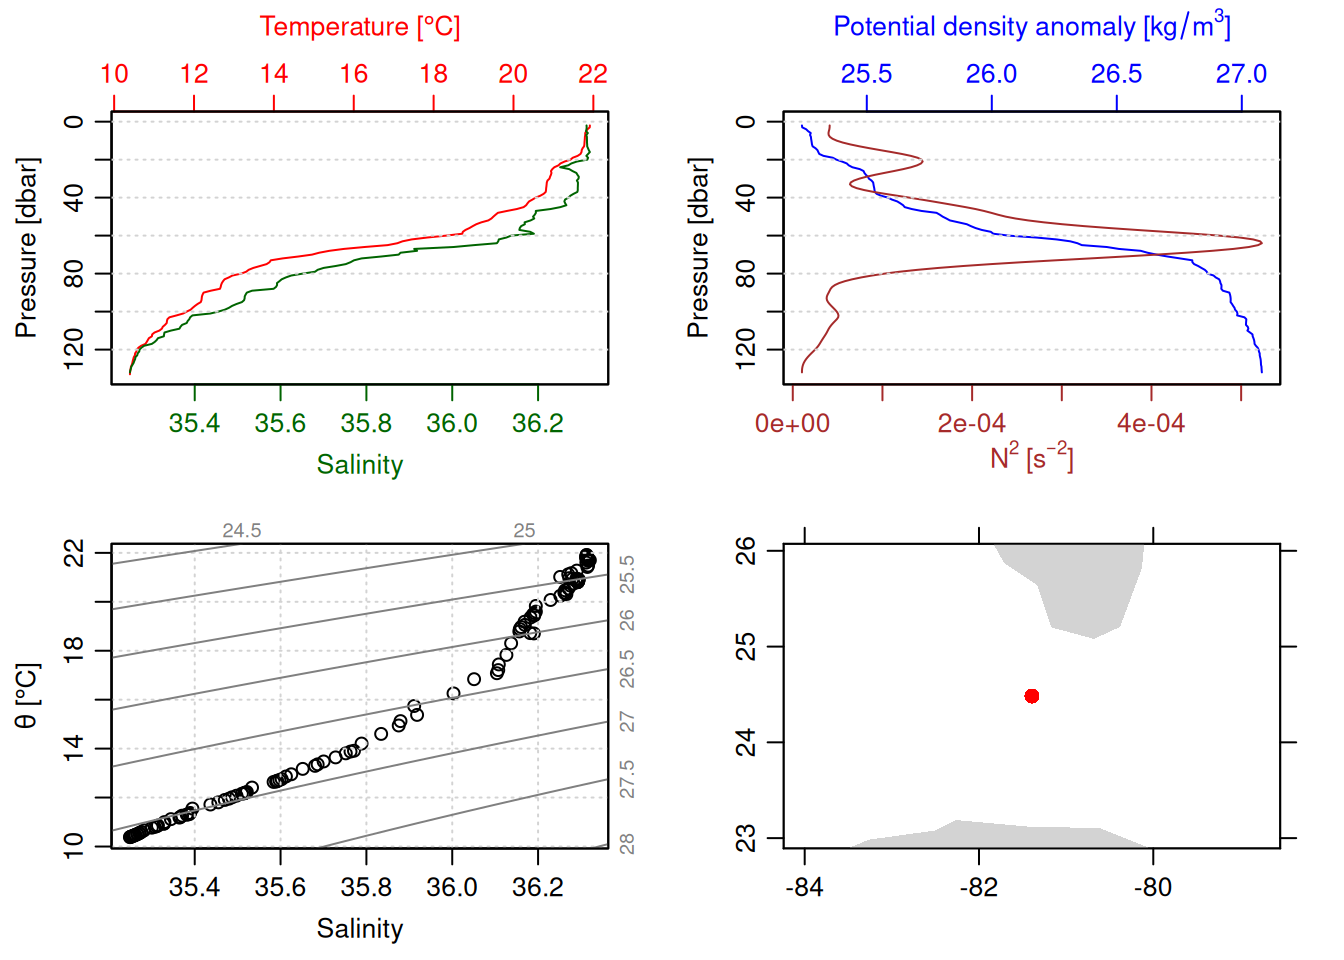 Temperature [°C]
10 12 14 16 18 20 22
Pressure [dbar]
0
40
80
120
35.4 35.6 35.8 36.0 36.2
Salinity
Potential density anomaly [kg/m³]
25.5 26.0 26.5 27.0
Pressure [dbar]
0
40
80
120
0e+00 2e-04 4e-04
N² [s⁻²]
24.5 25
θ [°C]
22
18
14
10
25.5
26
26.5
27
27.5
28
35.4 35.6 35.8 36.0 36.2
Salinity
26
25
24
23
-84 -82 -80